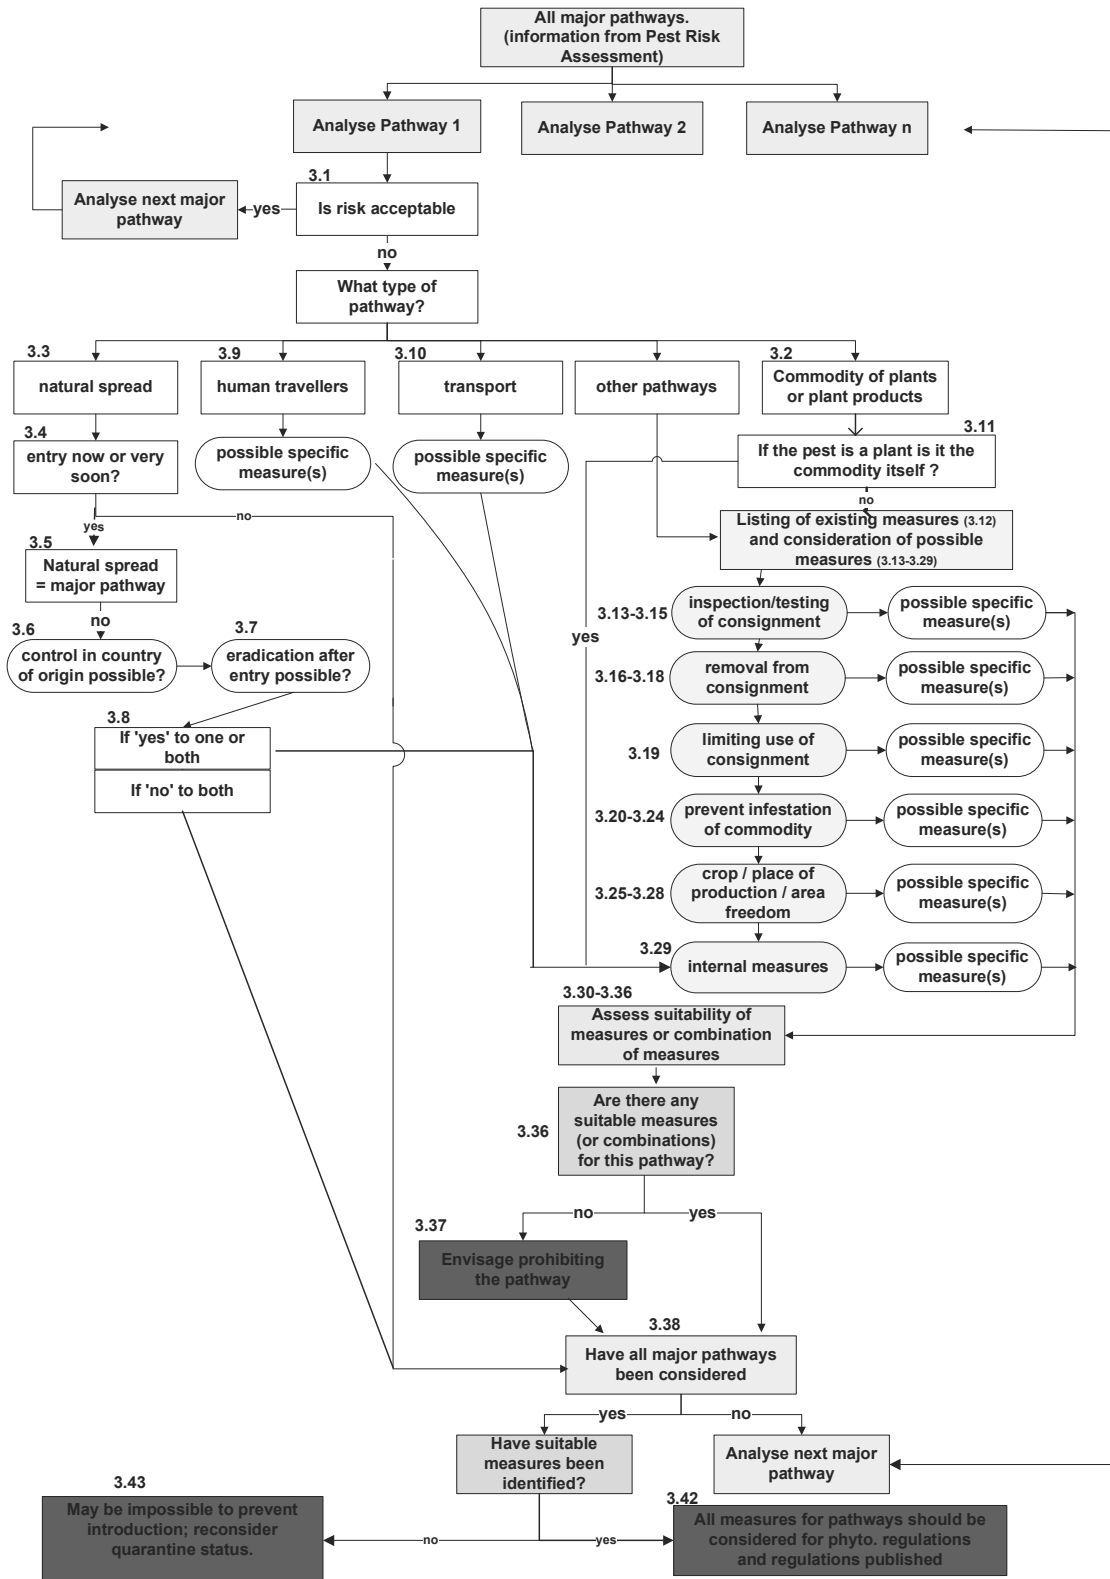 All major pathways.
(information from Pest Risk
Assessment)
Analyse Pathway 1
Analyse Pathway 2
Analyse Pathway n
3.1
Analyse next major
pathway
yes
Is risk acceptable
no
What type of
pathway?
3.3
3.9
3.10
3.2
natural spread
human travellers
transport
other pathways
Commodity of plants
or plant products
3.4
3.11
entry now or very
soon?
possible specific
measure(s)
possible specific
measure(s)
If the pest is a plant is it the
commodity itself ?
no
no
yes
Listing of existing measures (3.12)
and consideration of possible
measures (3.13-3.29)
3.5
Natural spread
= major pathway
no
yes
3.13-3.15
inspection/testing
of consignment
possible specific
measure(s)
3.6
3.7
control in country
of origin possible?
eradication after
entry possible?
3.16-3.18
removal from
consignment
possible specific
measure(s)
3.8
If 'yes' to one or
both
If 'no' to both
3.19
limiting use of
consignment
possible specific
measure(s)
3.20-3.24
prevent infestation
of commodity
possible specific
measure(s)
3.25-3.28
crop / place of
production / area
freedom
possible specific
measure(s)
3.29
internal measures
possible specific
measure(s)
3.30-3.36
Assess suitability of
measures or combination
of measures
3.36
Are there any
suitable measures
(or combinations)
for this pathway?
no
yes
3.37
Envisage prohibiting
the pathway
3.38
Have all major pathways
been considered
yes
no
Have suitable
measures been
identified?
Analyse next major
pathway
3.43
May be impossible to prevent
introduction; reconsider
quarantine status.
no
yes
3.42
All measures for pathways should be
considered for phyto. regulations
and regulations published